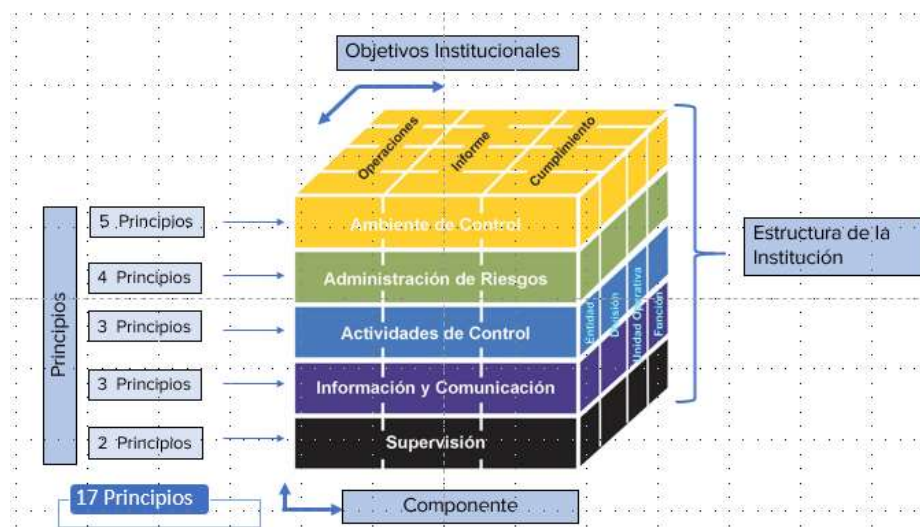 Objetivos Institucionales
Operaciones
Informe
Cumplimiento
5 Principios
Ambiente de Control
4 Principios
Administración de Riesgos
3 Principios
Actividades de Control
3 Principios
Información y Comunicación
2 Principios
Supervisión
Principios
Entidad
División
Unidad Operativa
Función
Estructura de la
Institución
17 Principios
Componente